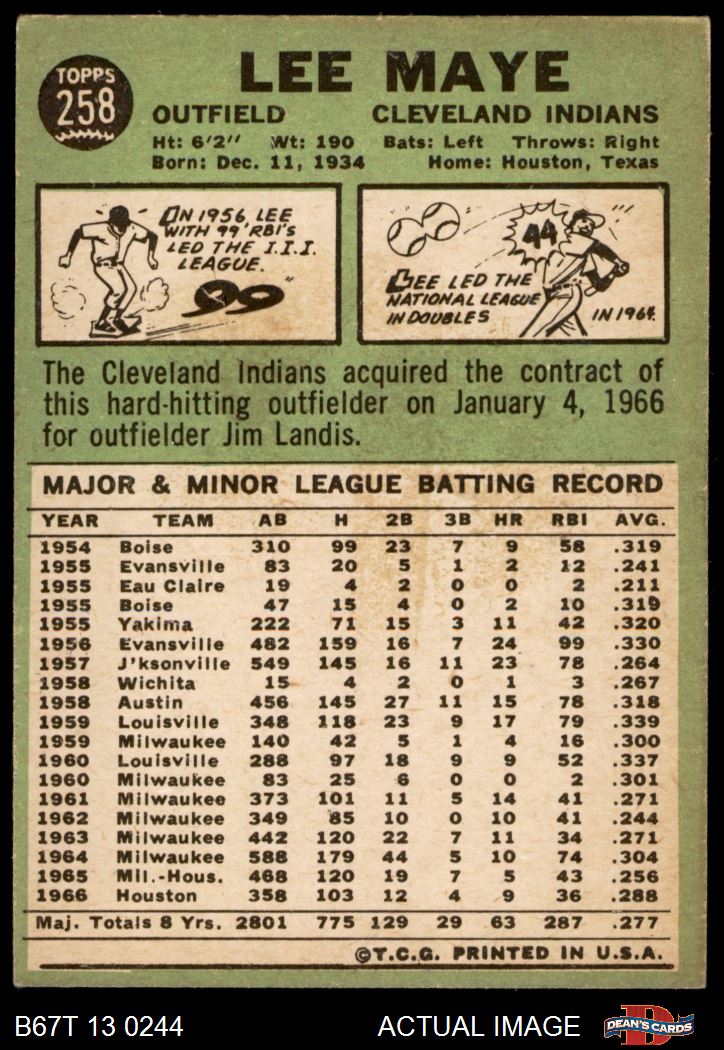 TOPPS
258
LEE MAYE
OUTFIELD CLEVELAND INDIANS
Ht: 6'2" Wt: 190 Bats: Left Throws: Right
Born: Dec. 11, 1934 Home: Houston, Texas
IN 1956, LEE
WITH 99 RBI'S
LED THE I.I.I.
LEAGUE.
99
44
LEE LED THE
NATIONAL LEAGUE
IN DOUBLES IN 1964.
The Cleveland Indians acquired the contract of
this hard-hitting outfielder on January 4, 1966
for outfielder Jim Landis.
MAJOR & MINOR LEAGUE BATTING RECORD
YEAR TEAM AB H 2B 3B HR RBI AVG.
1954 Boise 310 99 23 7 9 58 .319
1955 Evansville 83 20 5 1 2 12 .241
1955 Eau Claire 19 4 2 0 0 2 .211
1955 Boise 47 15 4 0 2 10 .319
1955 Yakima 222 71 15 3 11 42 .320
1956 Evansville 482 159 16 7 24 99 .330
1957 J'ksonville 549 145 16 11 23 78 .264
1958 Wichita 15 4 2 0 1 3 .267
1958 Austin 456 145 27 11 15 78 .318
1959 Louisville 348 118 23 9 17 79 .339
1959 Milwaukee 140 42 5 1 4 16 .300
1960 Louisville 288 97 18 9 9 52 .337
1960 Milwaukee 83 25 6 0 0 2 .301
1961 Milwaukee 373 101 11 5 14 41 .271
1962 Milwaukee 349 85 10 0 10 41 .244
1963 Milwaukee 442 120 22 7 11 34 .271
1964 Milwaukee 588 179 44 5 10 74 .304
1965 Mil.-Hous. 468 120 19 7 5 43 .256
1966 Houston 358 103 12 4 9 36 .288
Maj. Totals 8 Yrs. 2801 775 129 29 63 287 .277
©T.C.G. PRINTED IN U.S.A.
B67T 13 0244 ACTUAL IMAGE DEAN'S CARDS